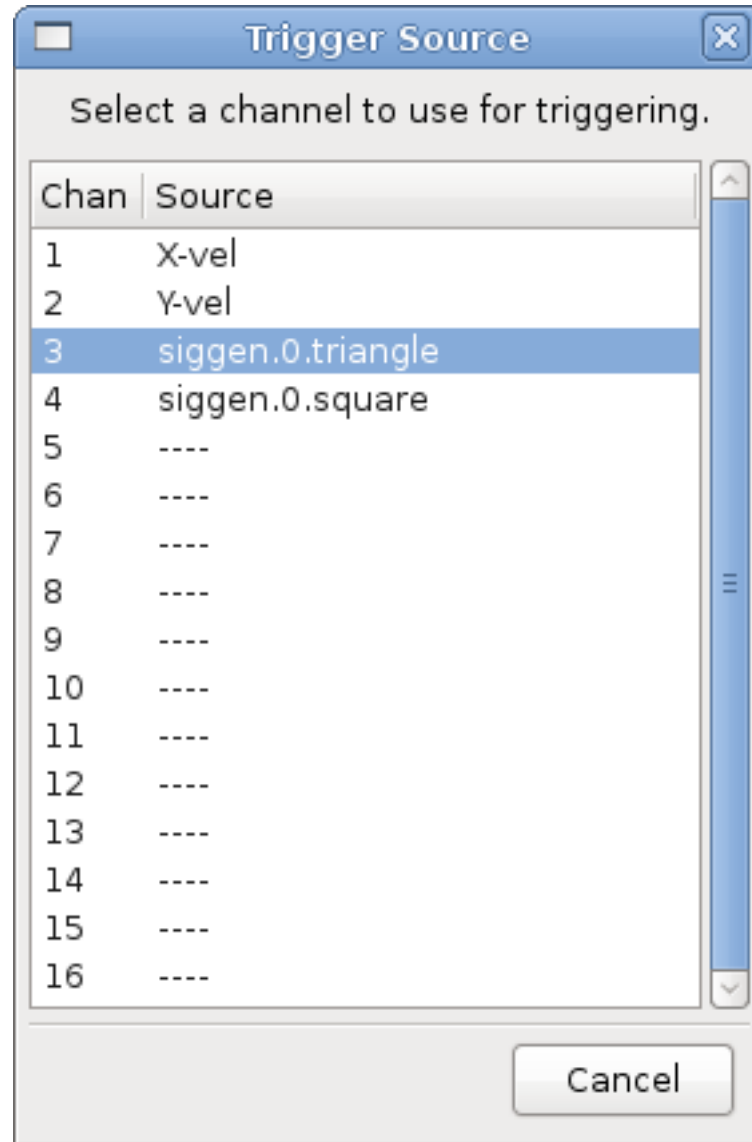 Trigger Source
Select a channel to use for triggering.
Chan Source
1 X-vel
2 Y-vel
3 siggen.0.triangle
4 siggen.0.square
5 ----
6 ----
7 ----
8 ----
9 ----
10 ----
11 ----
12 ----
13 ----
14 ----
15 ----
16 ----
Cancel